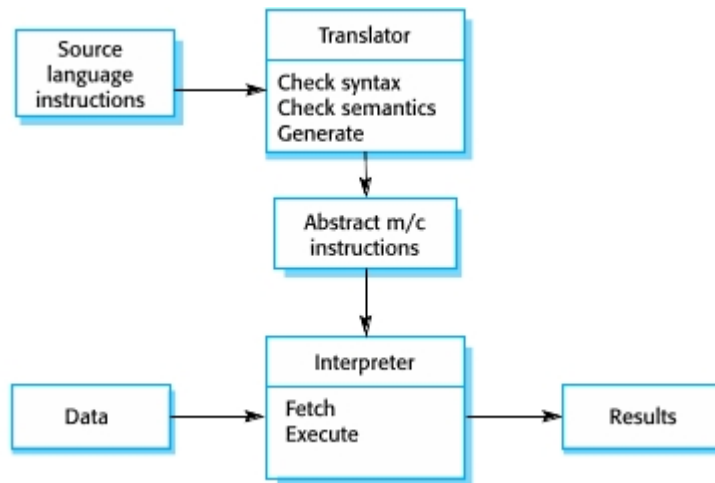 Source
language
instructions
Translator
Check syntax
Check semantics
Generate
Abstract m/c
instructions
Interpreter
Data
Fetch
Execute
Results